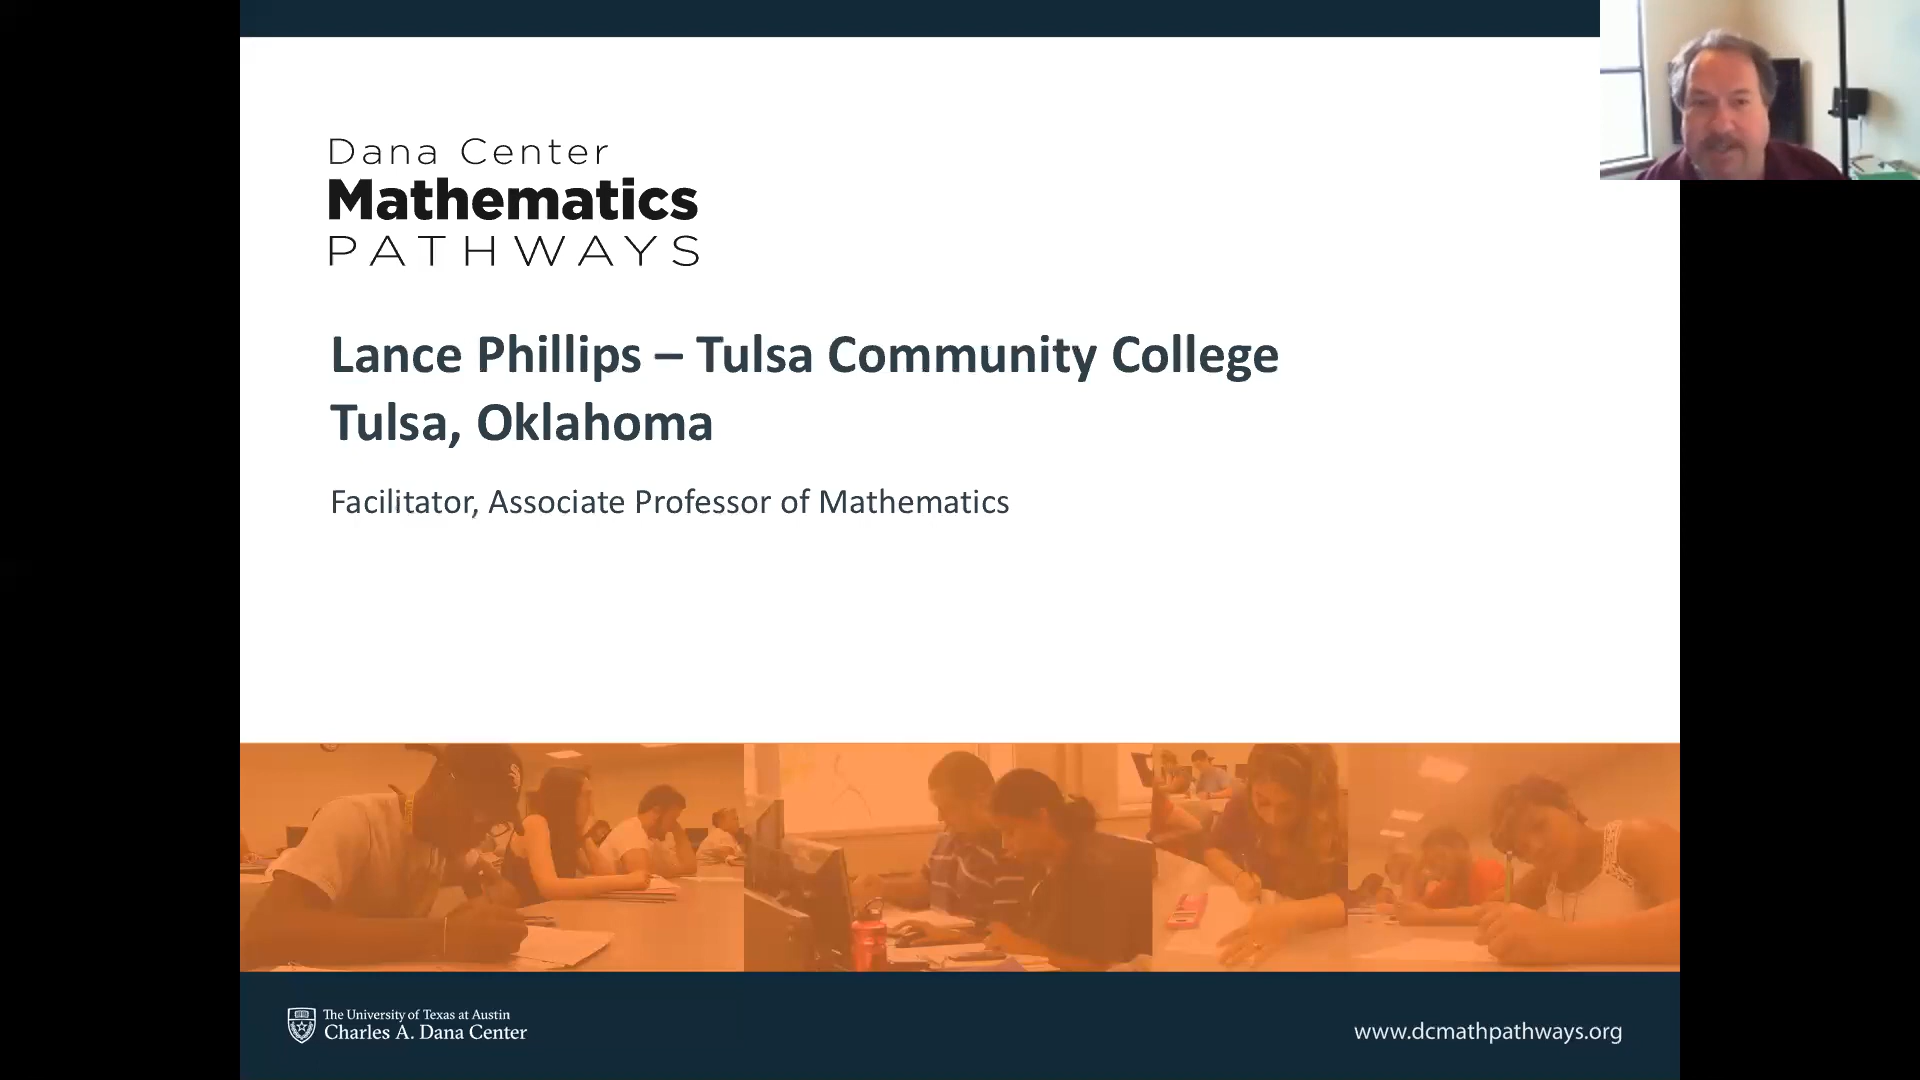 Dana Center
Mathematics
PATHWAYS
Lance Phillips – Tulsa Community College
Tulsa, Oklahoma
Facilitator, Associate Professor of Mathematics
The University of Texas at Austin
Charles A. Dana Center
www.dcmathpathways.org